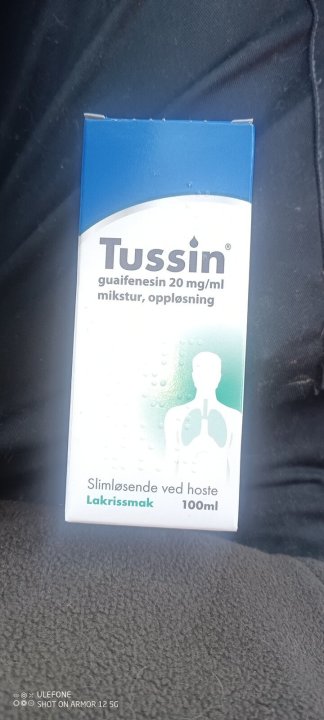 Tussin®
guaifenesin 20 mg/ml
mikstur, oppløsning
Slimløsende ved hoste
Lakrissmak 100ml
ULEFONE
SHOT ON ARMOR 12 5G